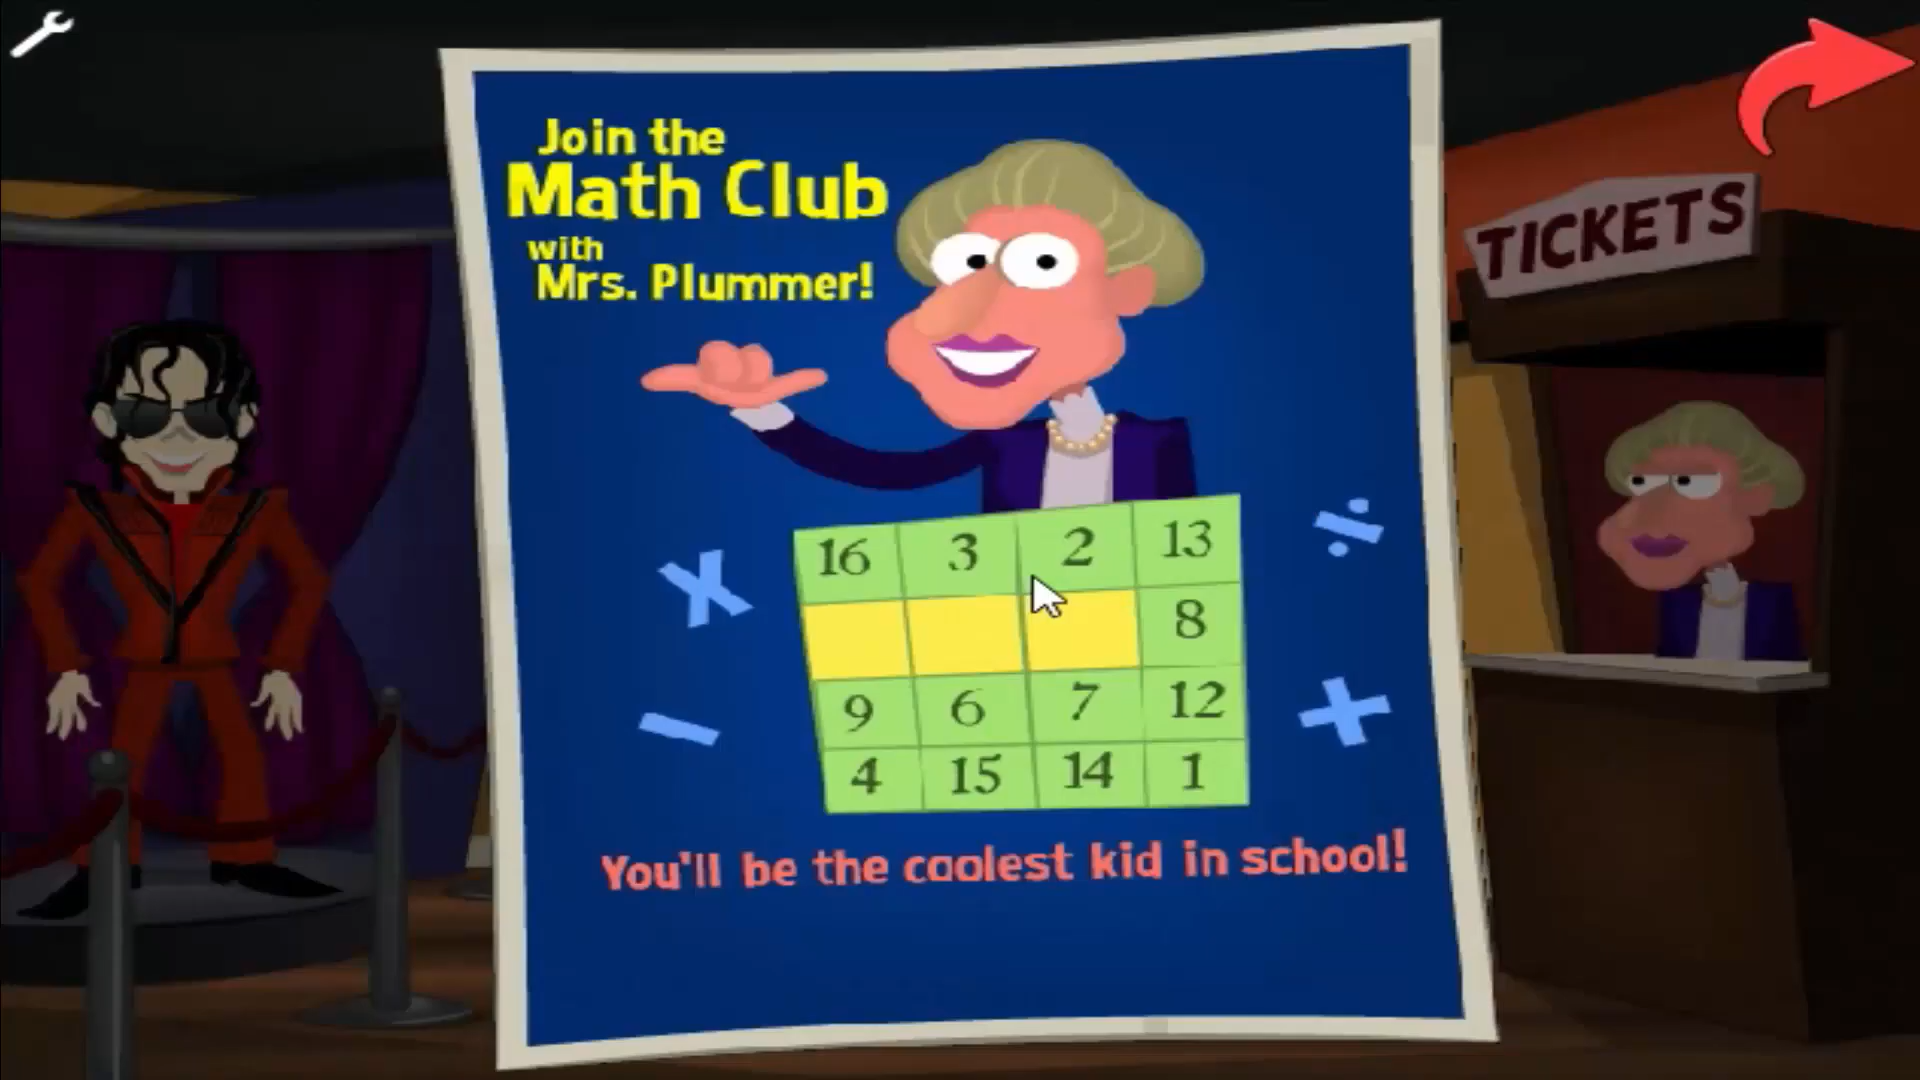 Join the
Math Club
with
Mrs. Plummer!
TICKETS
16 3 2 13
8
9 6 7 12
4 15 14 1
You'll be the coolest kid in school!